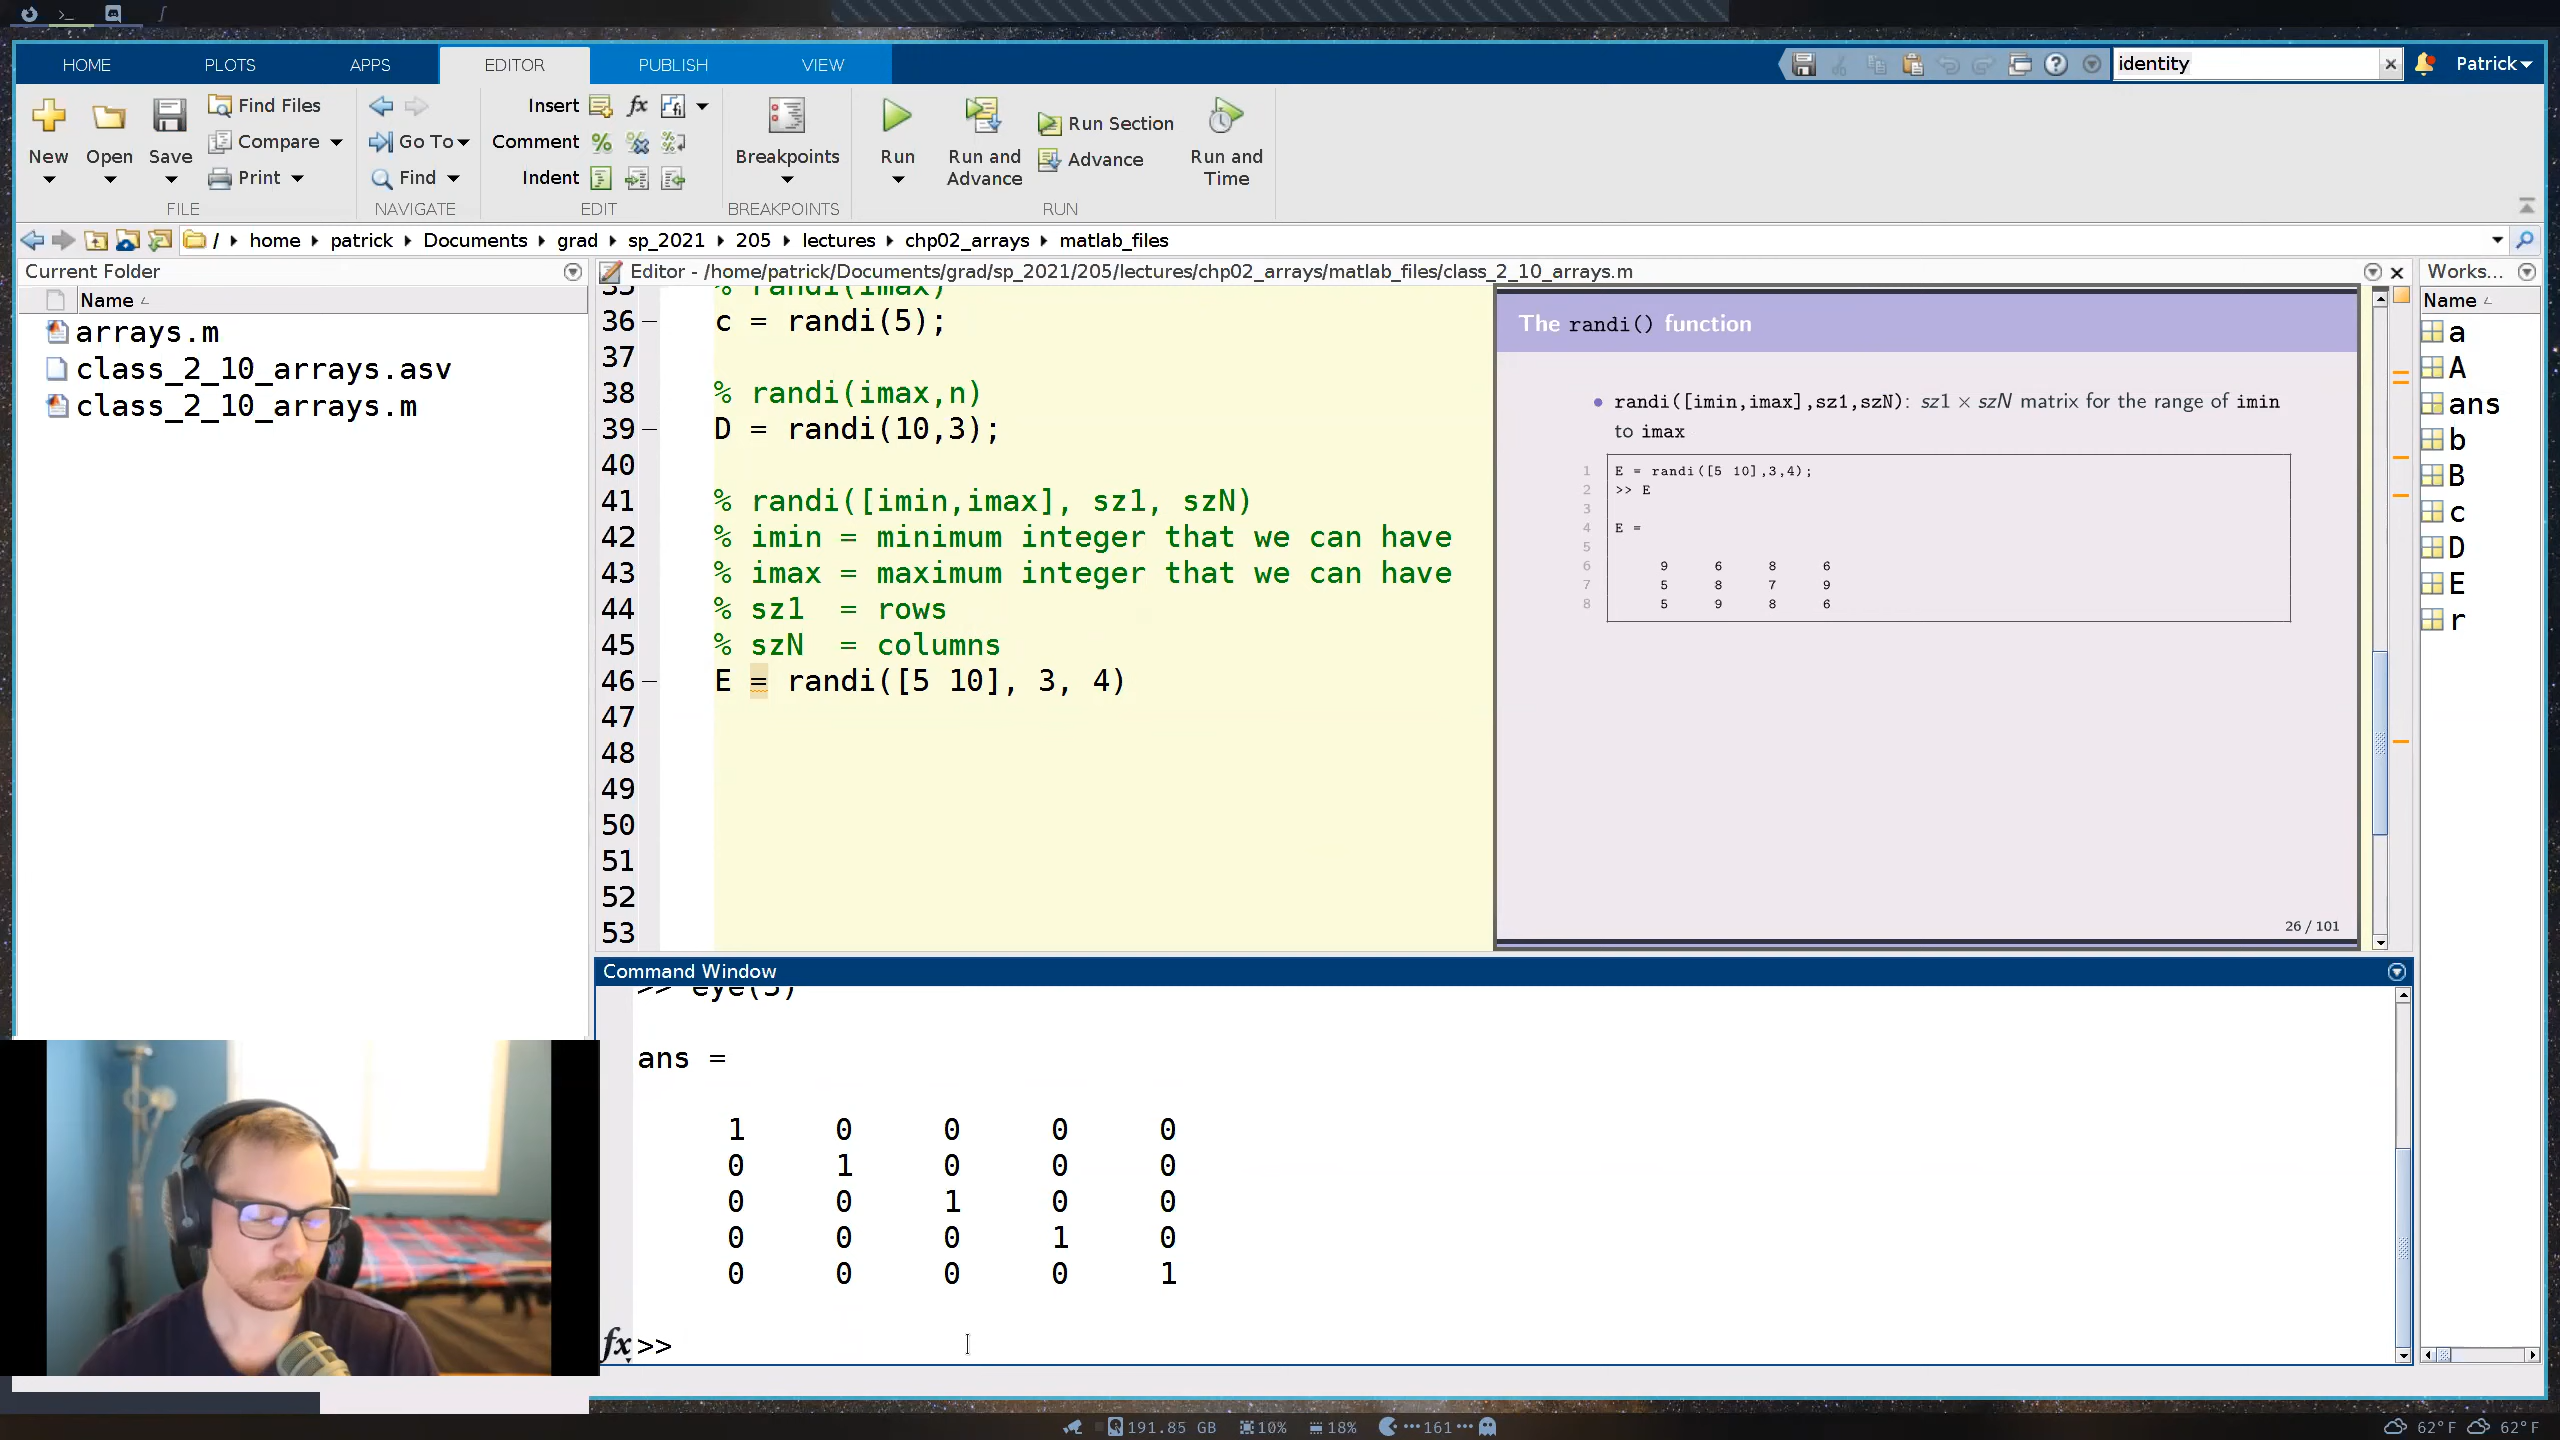 HOME PLOTS APPS EDITOR PUBLISH VIEW identity Patrick
New Open Save Find Files Compare Print Go To Find Insert fx Comment Indent Breakpoints Run Run and Advance Run Section Advance Run and Time
FILE NAVIGATE EDIT BREAKPOINTS RUN
/ home patrick Documents grad sp_2021 205 lectures chp02_arrays matlab_files
Current Folder
Name
arrays.m
class_2_10_arrays.asv
class_2_10_arrays.m
Editor - /home/patrick/Documents/grad/sp_2021/205/lectures/chp02_arrays/matlab_files/class_2_10_arrays.m
35 % randi(imax)
36 c = randi(5);
37
38 % randi(imax,n)
39 D = randi(10,3);
40
41 % randi([imin,imax], sz1, szN)
42 % imin = minimum integer that we can have
43 % imax = maximum integer that we can have
44 % sz1 = rows
45 % szN = columns
46 E = randi([5 10], 3, 4)
47
48
49
50
51
52
53
The randi() function
• randi([imin,imax],sz1,szN): sz1 × szN matrix for the range of imin
to imax
1 E = randi([5 10],3,4);
2 >> E
3
4 E =
5
6 9 6 8 6
7 5 8 7 9
8 5 9 8 6
26 / 101
Works...
Name
a
A
ans
b
B
c
D
E
r
Command Window
>> eye(5)
ans =
1 0 0 0 0
0 1 0 0 0
0 0 1 0 0
0 0 0 1 0
0 0 0 0 1
fx >>
191.85 GB 10% 18% 161 62°F 62°F